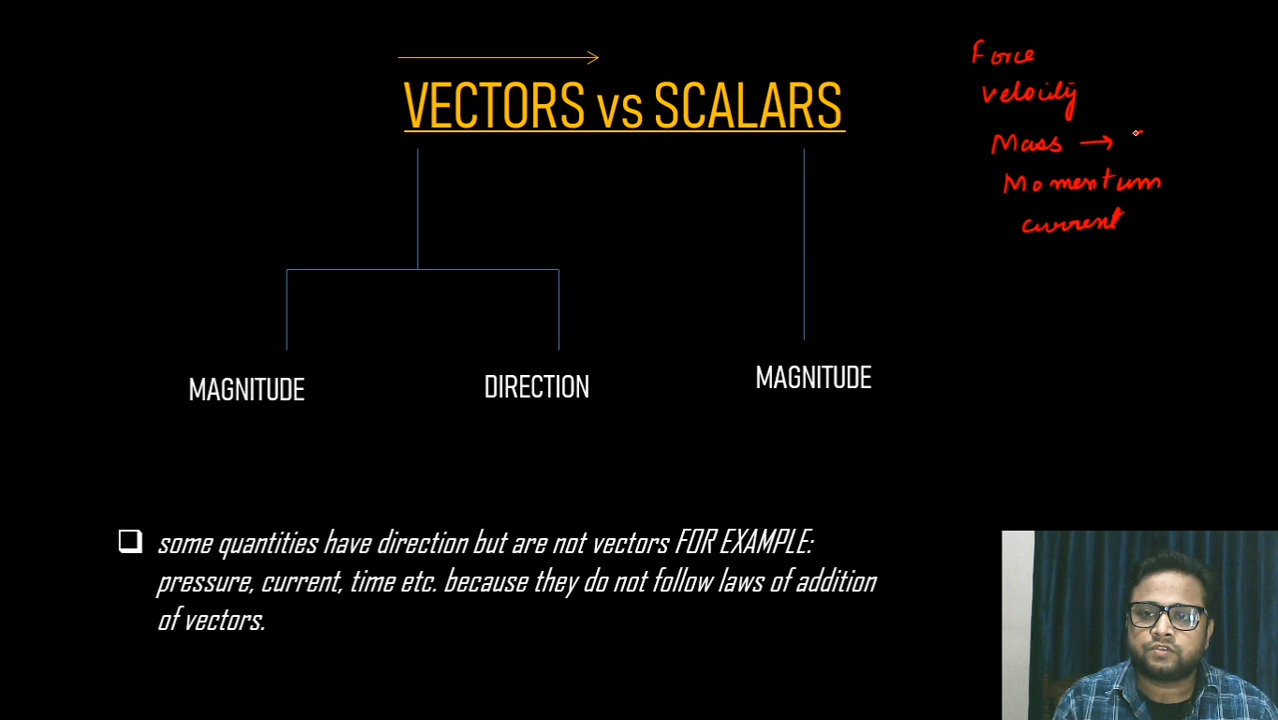 VECTORS vs SCALARS
MAGNITUDE
DIRECTION
MAGNITUDE
Force
velocity
Mass →
Momentum
current
some quantities have direction but are not vectors FOR EXAMPLE:
pressure, current, time etc. because they do not follow laws of addition
of vectors.